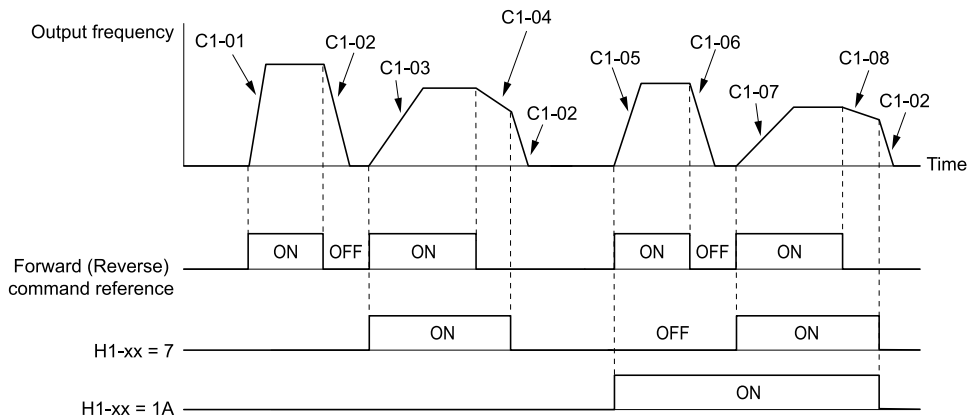 Output frequency
C1-01
C1-02
C1-03
C1-04
C1-02
C1-05
C1-06
C1-07
C1-08
C1-02
Time
Forward (Reverse)
command reference
ON
OFF
ON
ON
OFF
ON
H1-xx = 7
ON
OFF
ON
H1-xx = 1A
ON